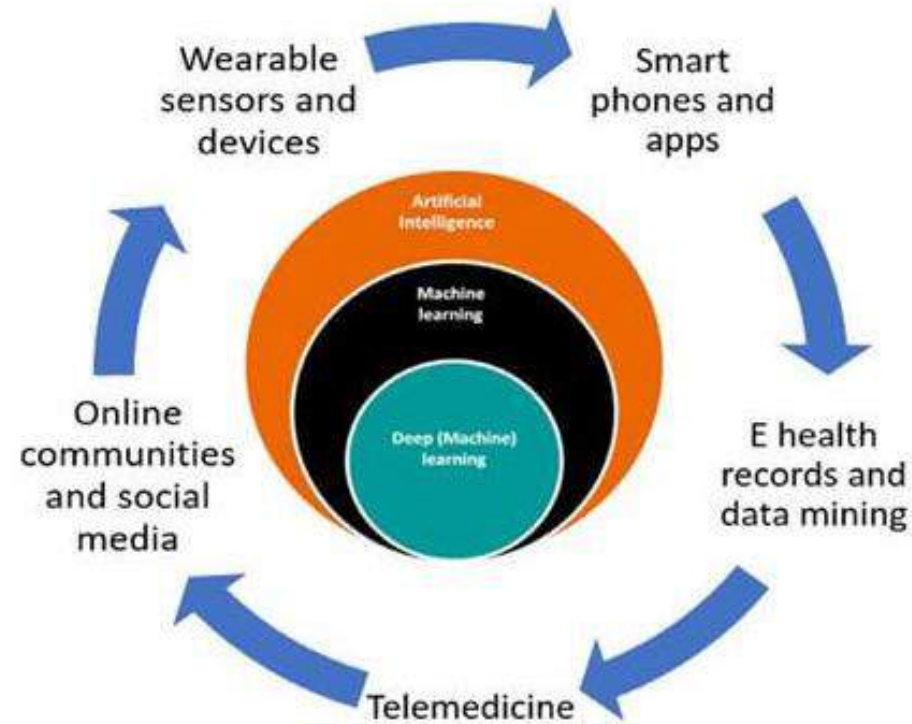 Wearable
sensors and
devices
Smart
phones and
apps
Artificial
Intelligence
Machine
learning
Deep (Machine)
learning
Online
communities
and social
media
E health
records and
data mining
Telemedicine